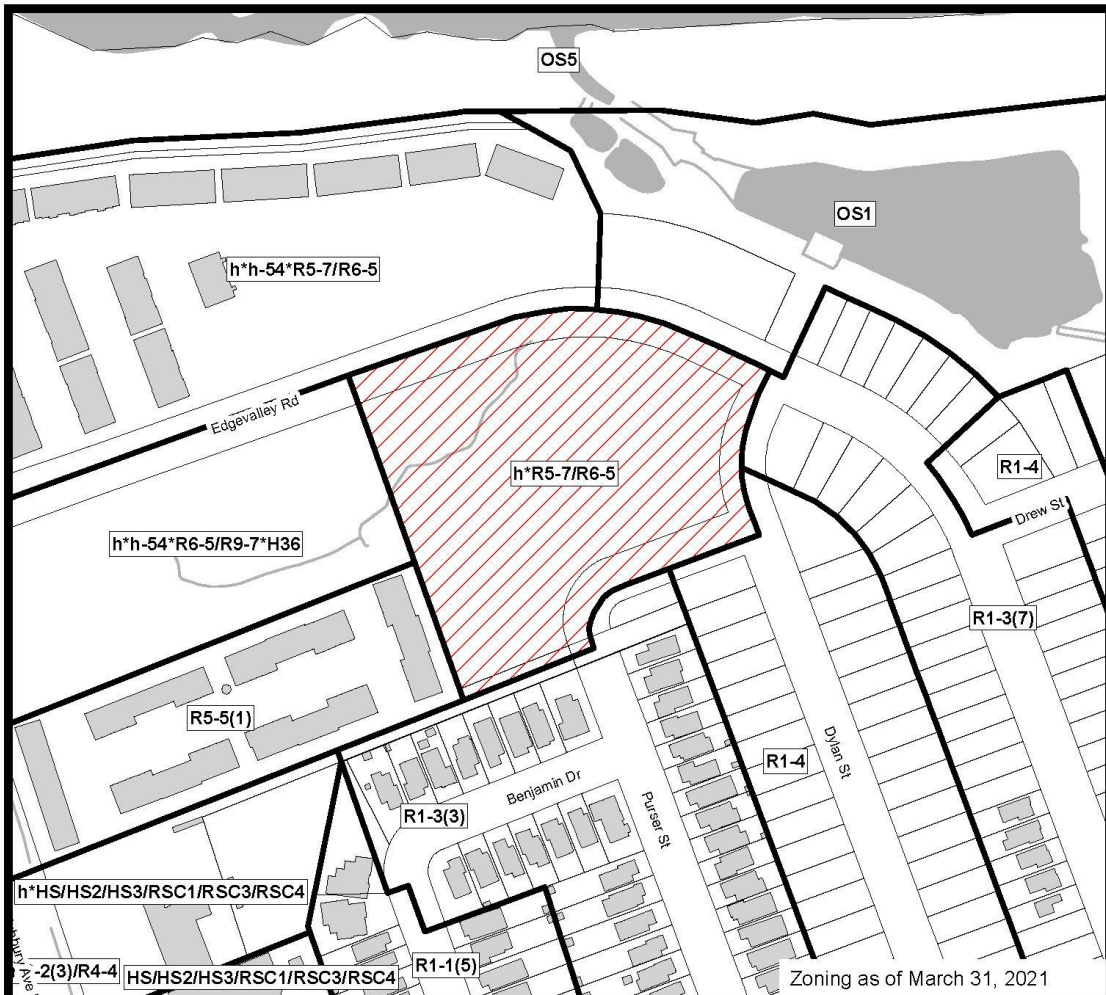 OS5
OS1
h*h-54*R5-7/R6-5
Edgevalley Rd
h*R5-7/R6-5
R1-4
Drew St
h*h-54*R6-5/R9-7*H36
R1-3(7)
R5-5(1)
R1-4
Dylan St
Benjamin Dr
R1-3(3)
Purser St
h*HS/HS2/HS3/RSC1/RSC3/RSC4
-2(3)/R4-4
HS/HS2/HS3/RSC1/RSC3/RSC4
R1-1(5)
Zoning as of March 31, 2021